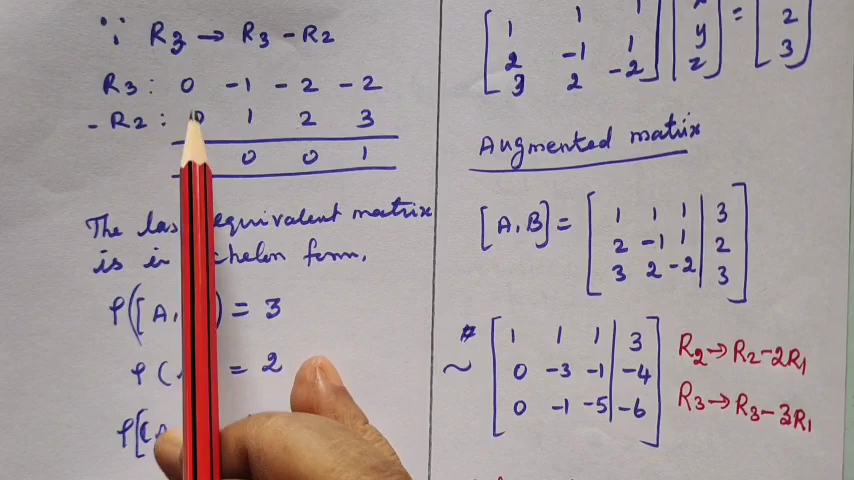 ∵ R3 → R3 - R2
R3: 0 -1 -2 -2
- R2: 0 1 2 3
0 0 1
The equivalent matrix
is form,
ρ([A, ) = 3
ρ( = 2
ρ([
1 1 1 x
2 -1 1 y = 2
3 2 -2 z 3
Augmented matrix
[A,B] = 1 1 1 | 3
2 -1 1 | 2
3 2 -2 | 3
~ 1 1 1 | 3
0 -3 -1 | -4 R2 → R2 - 2R1
0 -1 -5 | -6 R3 → R3 - 3R1